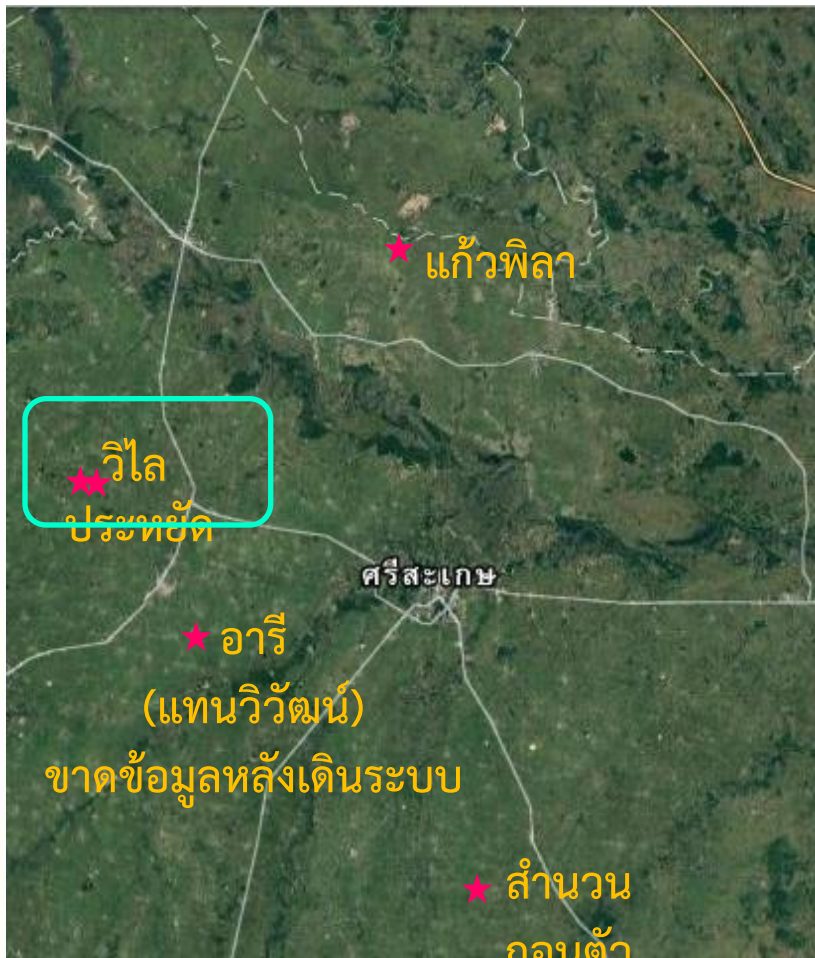 แก้วพิลา
วิไล
ประหยัด
ศรีสะเกษ
อารี
(แทนวิวัฒน์)
ขาดข้อมูลหลังเดินระบบ
สำนวน